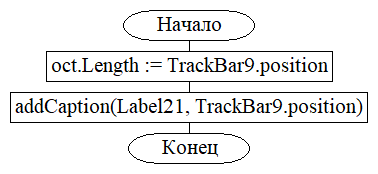 Начало
oct.Length := TrackBar9.position
addCaption(Label21, TrackBar9.position)
Конец